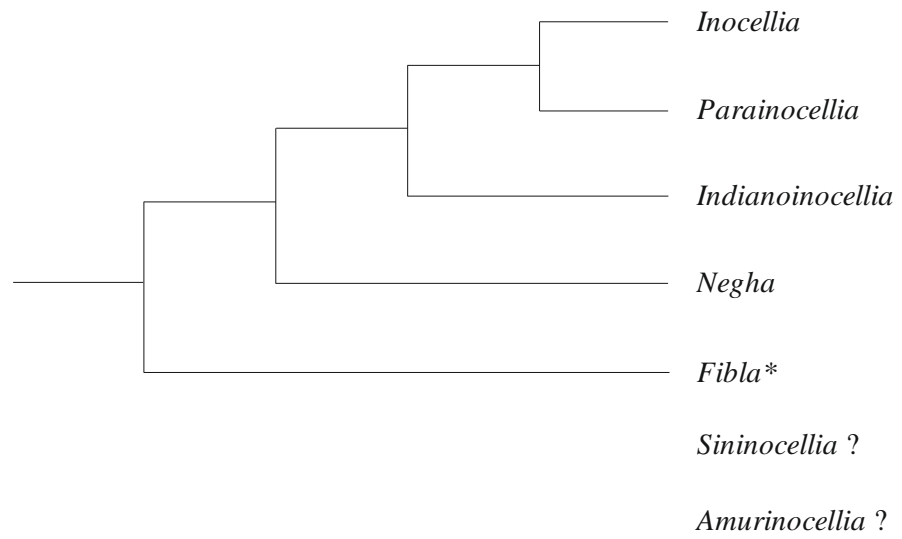 Inocellia
Parainocellia
Indianoinocellia
Negha
Fibla*
Sininocellia ?
Amurinocellia ?